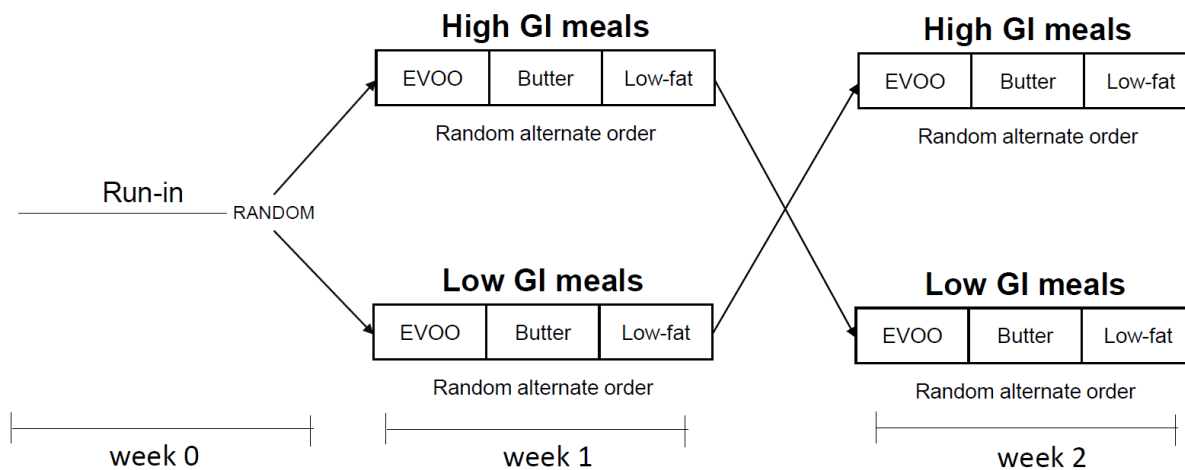 High GI meals
EVOO Butter Low-fat
Random alternate order
High GI meals
EVOO Butter Low-fat
Random alternate order
Run-in
RANDOM
Low GI meals
EVOO Butter Low-fat
Random alternate order
Low GI meals
EVOO Butter Low-fat
Random alternate order
week 0
week 1
week 2